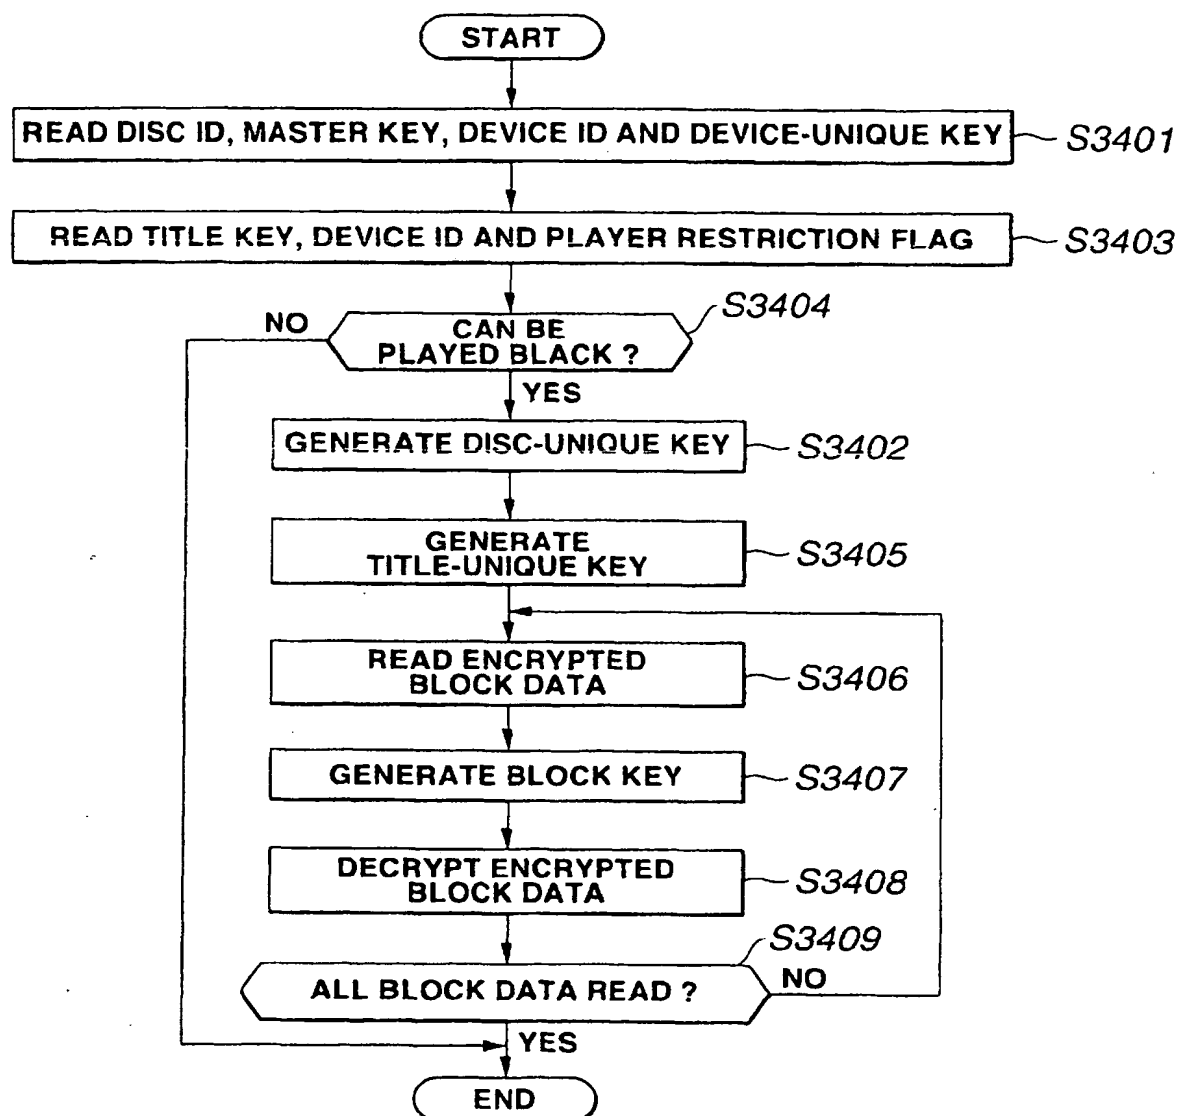 START
READ DISC ID, MASTER KEY, DEVICE ID AND DEVICE-UNIQUE KEY
S3401
READ TITLE KEY, DEVICE ID AND PLAYER RESTRICTION FLAG
S3403
S3404
NO
CAN BE
PLAYED BLACK ?
YES
GENERATE DISC-UNIQUE KEY
S3402
GENERATE
TITLE-UNIQUE KEY
S3405
READ ENCRYPTED
BLOCK DATA
S3406
GENERATE BLOCK KEY
S3407
DECRYPT ENCRYPTED
BLOCK DATA
S3408
S3409
ALL BLOCK DATA READ ?
NO
YES
END